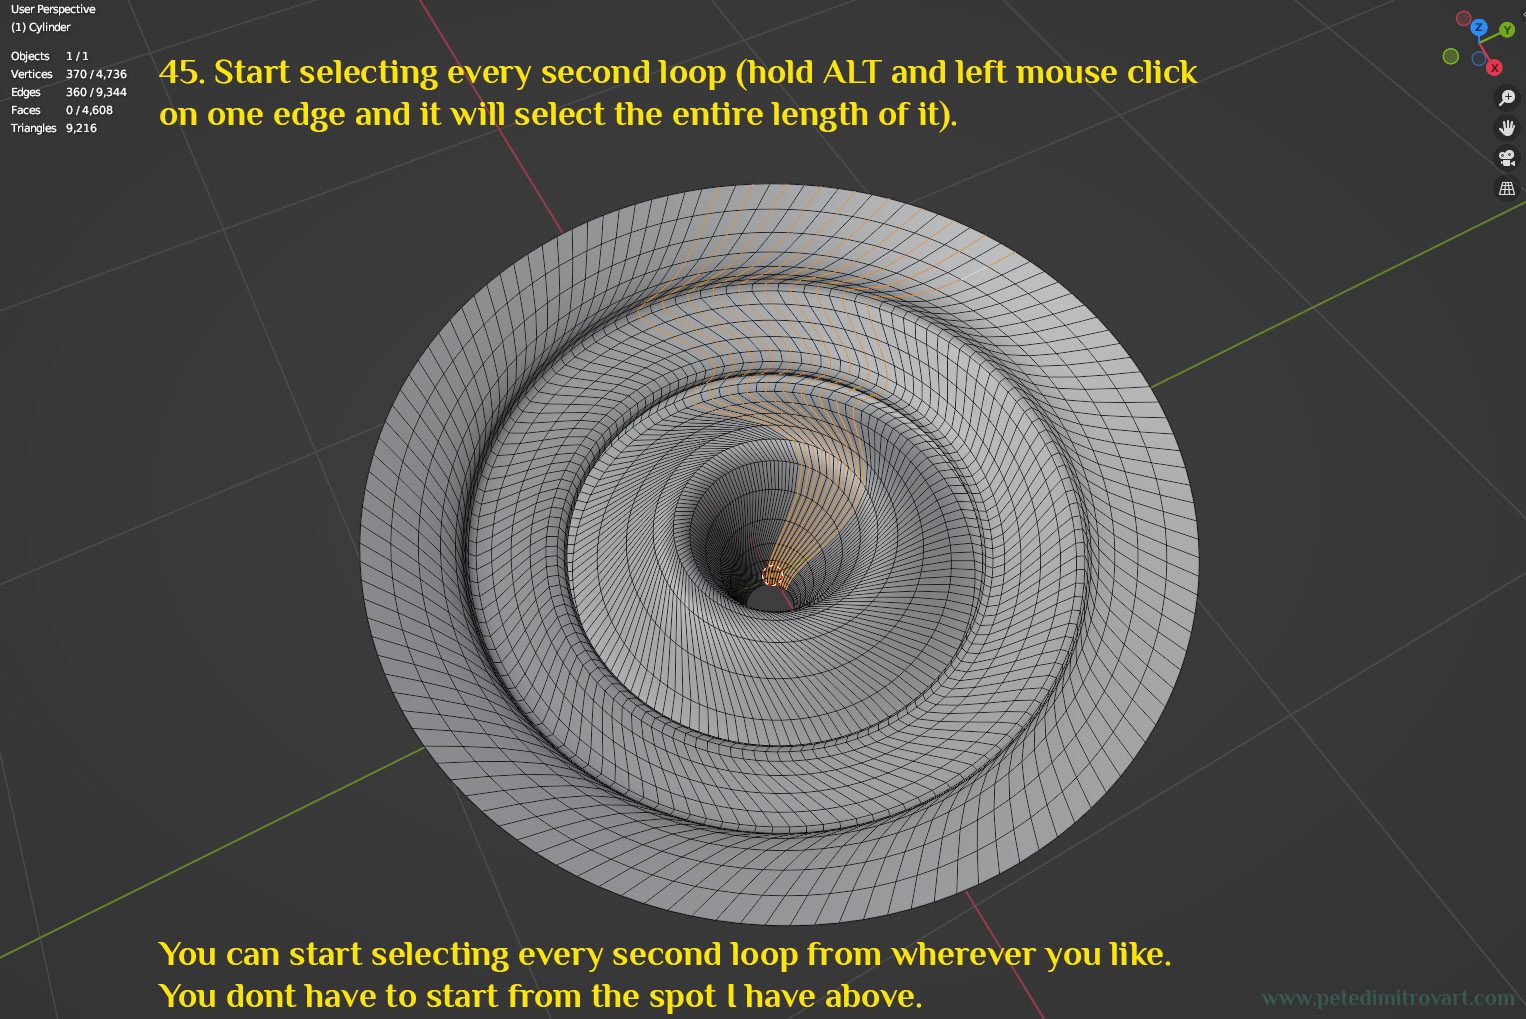 User Perspective
(1) Cylinder
Objects 1 / 1
Vertices 370 / 4,736
Edges 360 / 9,344
Faces 0 / 4,608
Triangles 9,216
45. Start selecting every second loop (hold ALT and left mouse click
on one edge and it will select the entire length of it).
Z
Y
X
You can start selecting every second loop from wherever you like.
You dont have to start from the spot I have above.
www.petedimitrovart.com